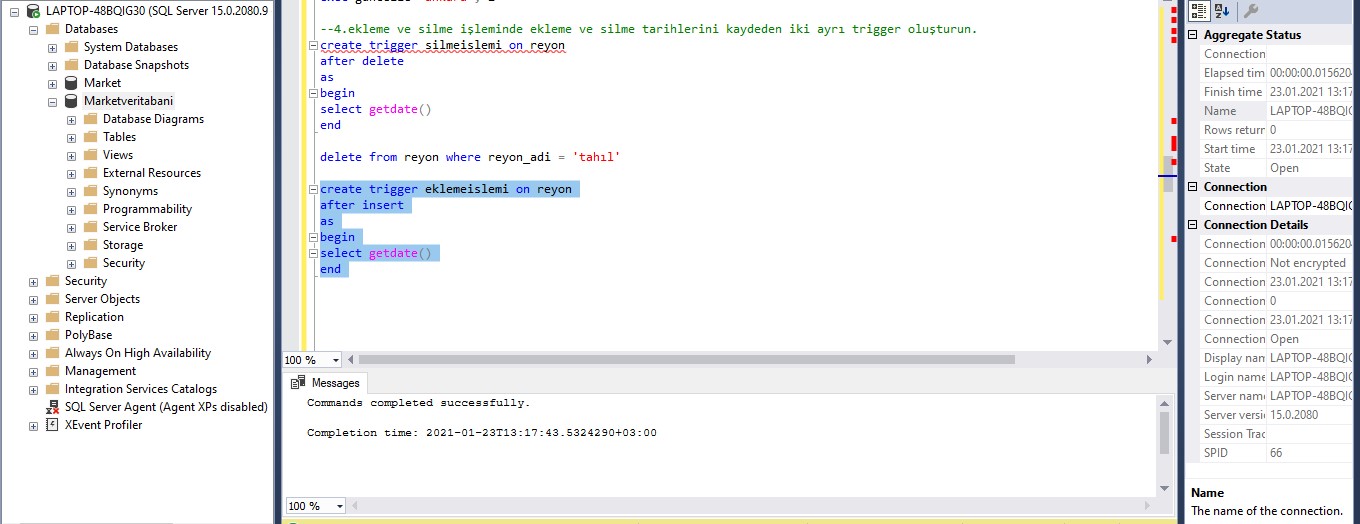 LAPTOP-48BQIG30 (SQL Server 15.0.2080.9
Databases
System Databases
Database Snapshots
Market
Marketveritabani
Database Diagrams
Tables
Views
External Resources
Synonyms
Programmability
Service Broker
Storage
Security
Security
Server Objects
Replication
PolyBase
Always On High Availability
Management
Integration Services Catalogs
SQL Server Agent (Agent XPs disabled)
XEvent Profiler
--4.ekleme ve silme işleminde ekleme ve silme tarihlerini kaydeden iki ayrı trigger oluşturun.
create trigger silmeislemi on reyon
after delete
as
begin
select getdate()
end
delete from reyon where reyon_adi = 'tahıl'
create trigger eklemeislemi on reyon
after insert
as
begin
select getdate()
end
100 %
Messages
Commands completed successfully.
Completion time: 2021-01-23T13:17:43.5324290+03:00
100 %
Aggregate Status
Connection
Elapsed tim 00:00:00.015620
Finish time 23.01.2021 13:17
Name LAPTOP-48BQIG
Rows return 0
Start time 23.01.2021 13:17
State Open
Connection
Connection LAPTOP-48BQIG
Connection Details
Connection 00:00:00.015620
Connection Not encrypted
Connection 23.01.2021 13:17
Connection 0
Connection 23.01.2021 13:17
Connection Open
Display nam LAPTOP-48BQIG
Login name LAPTOP-48BQIG
Server name LAPTOP-48BQIG
Server versi 15.0.2080
Session Trac
SPID 66
Name
The name of the connection.